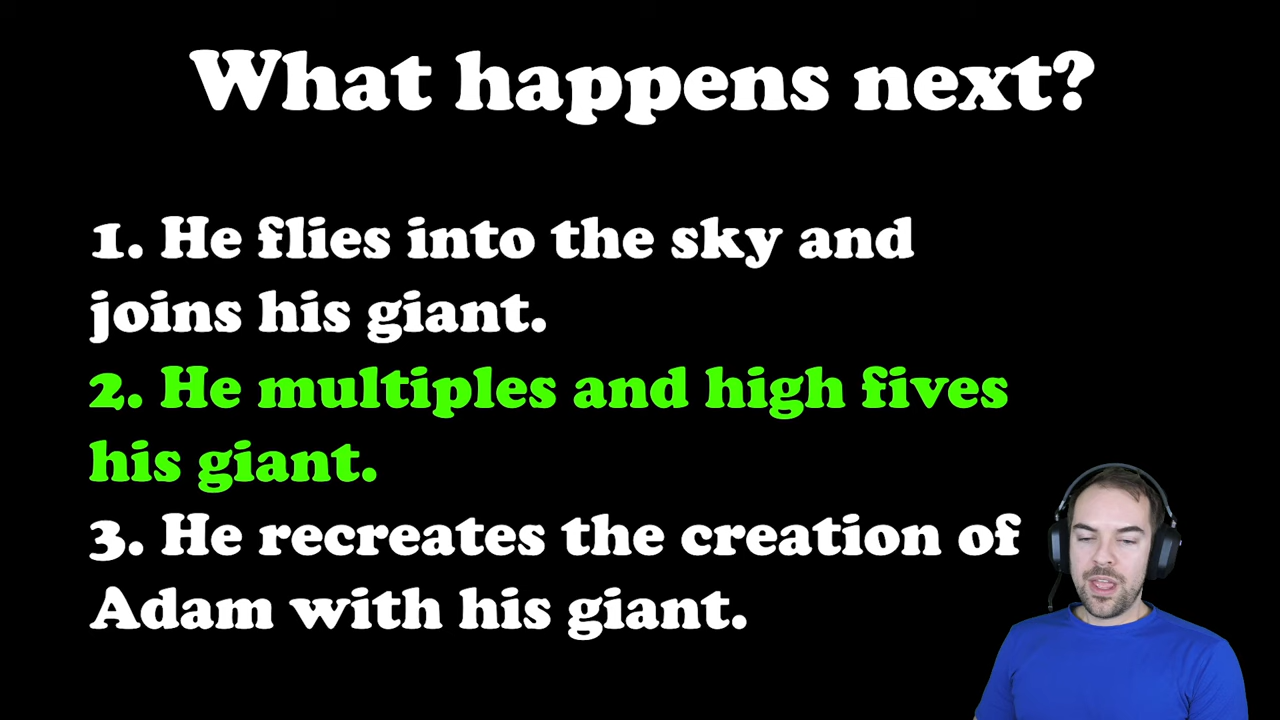 What happens next?
1. He flies into the sky and
joins his giant.
2. He multiples and high fives
his giant.
3. He recreates the creation of
Adam with his giant.